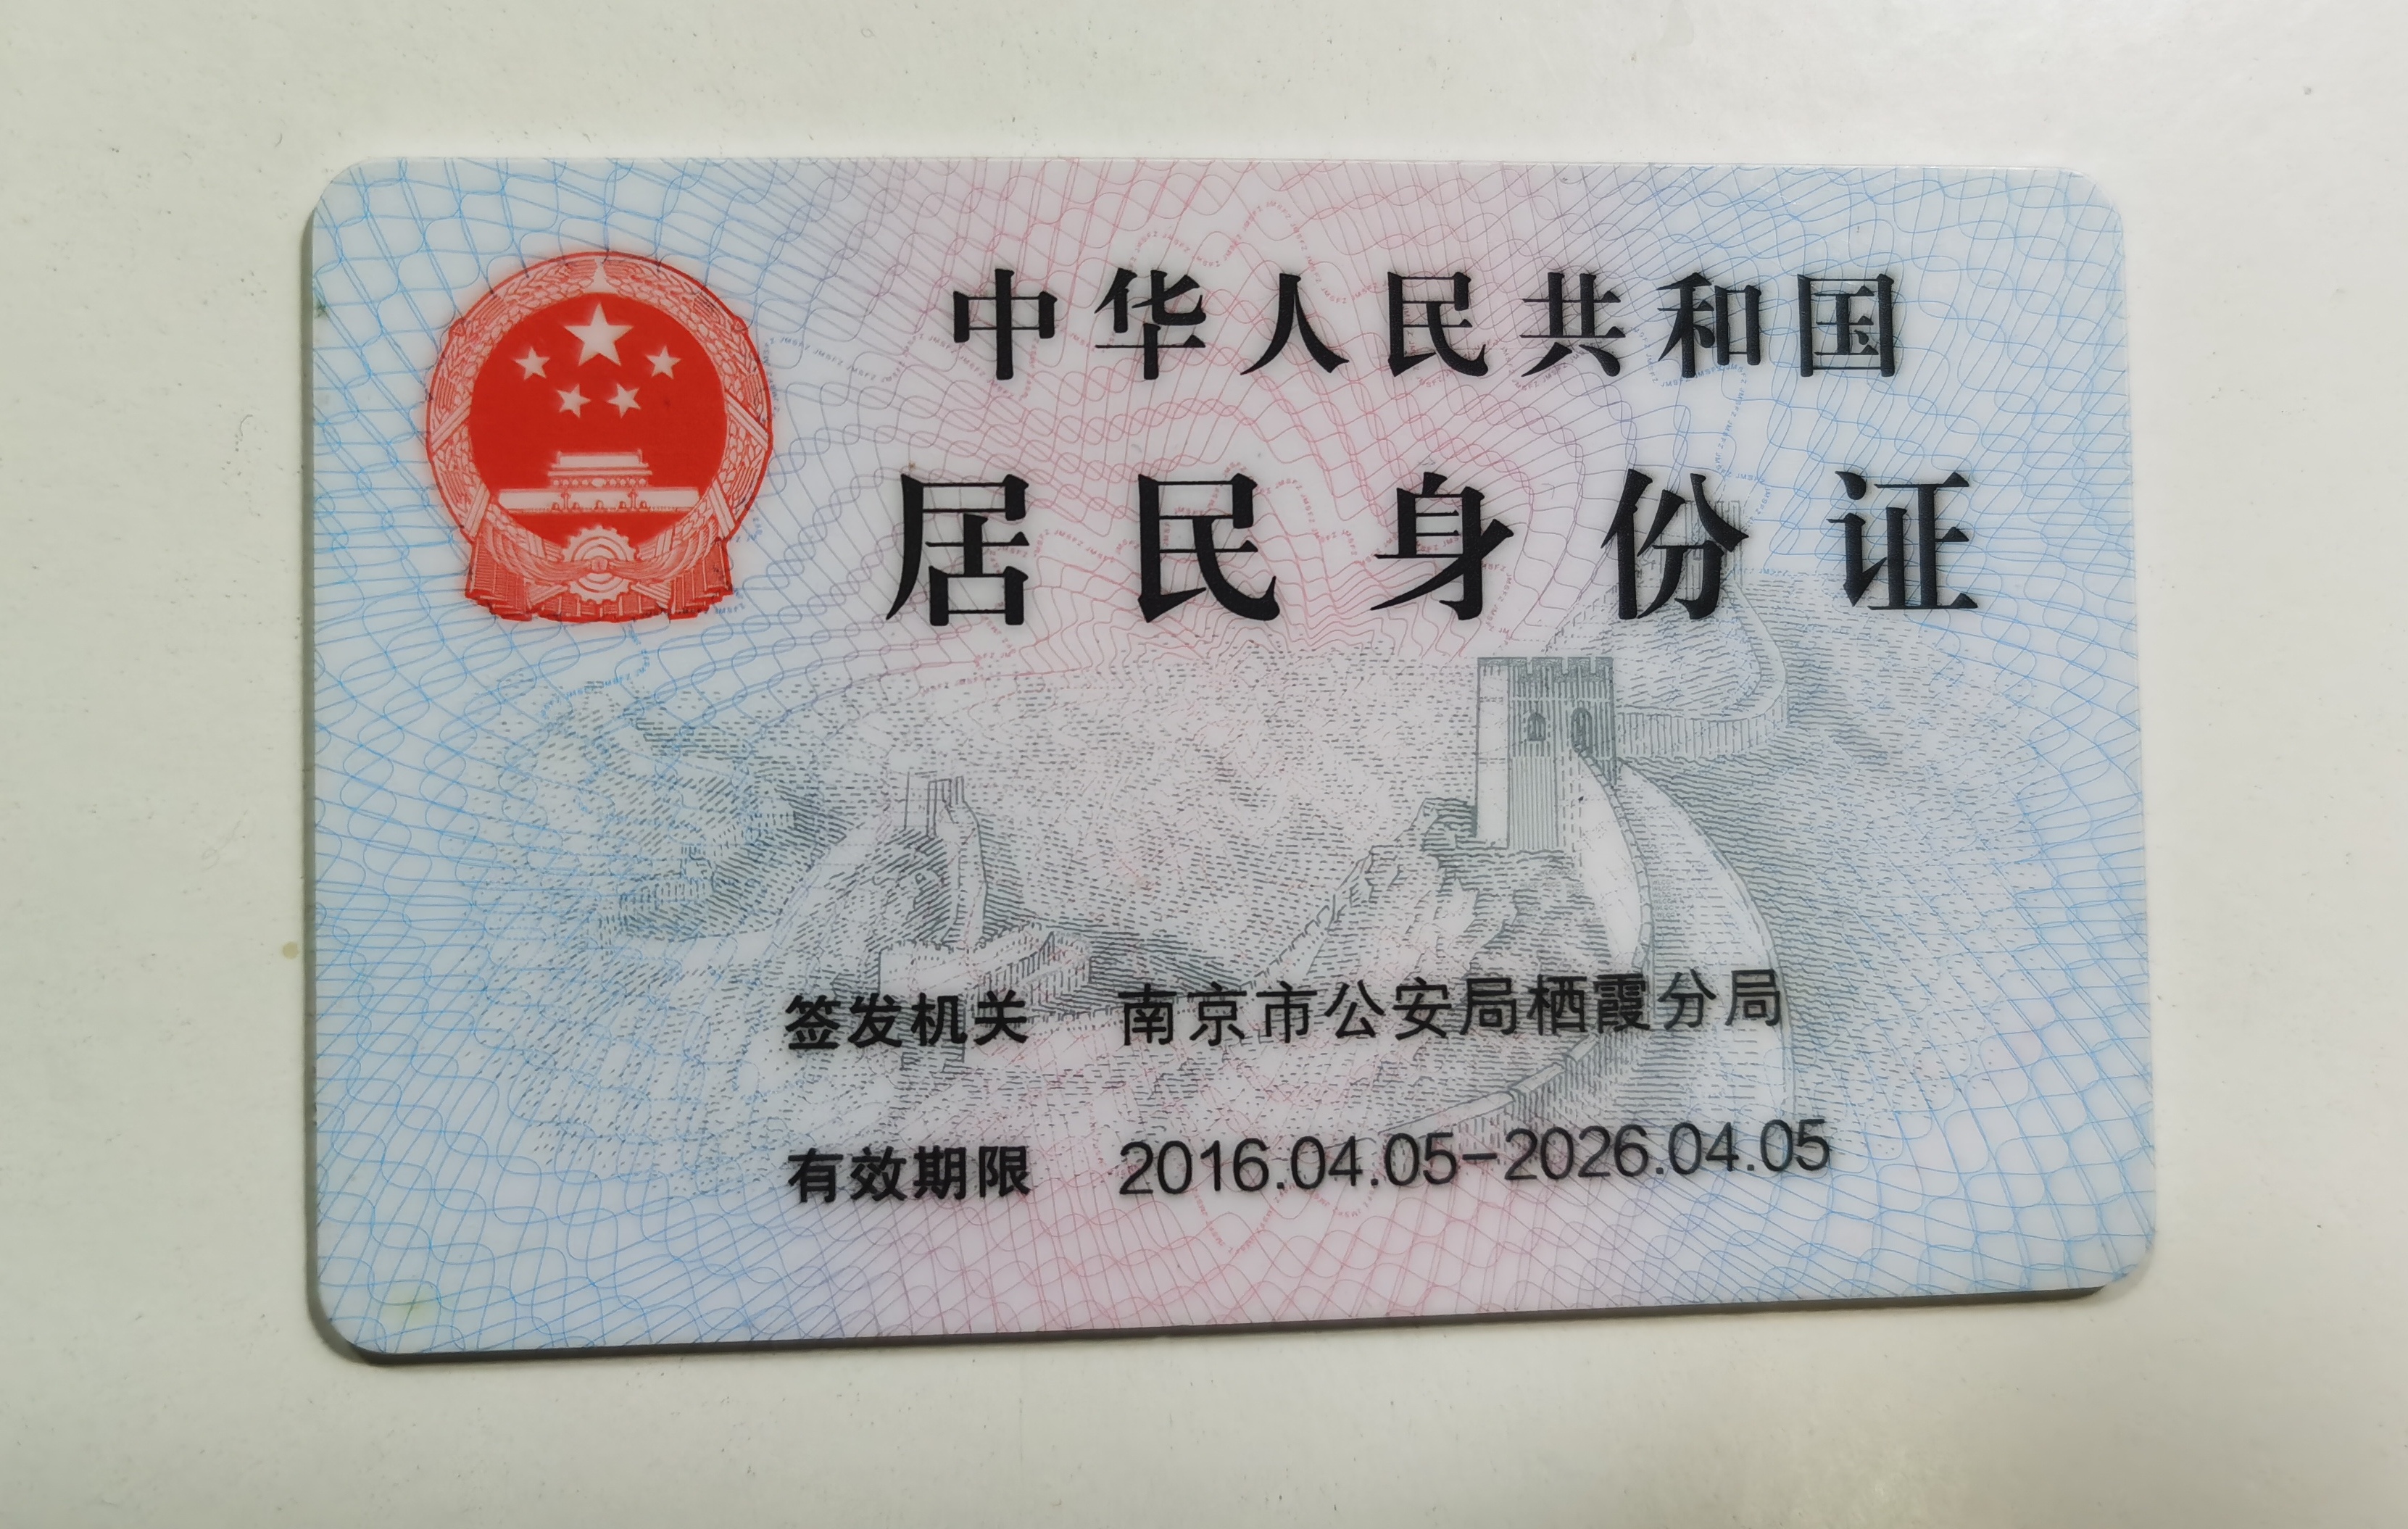 中华人民共和国
居民身份证
签发机关 南京市公安局栖霞分局
有效期限 2016.04.05-2026.04.05